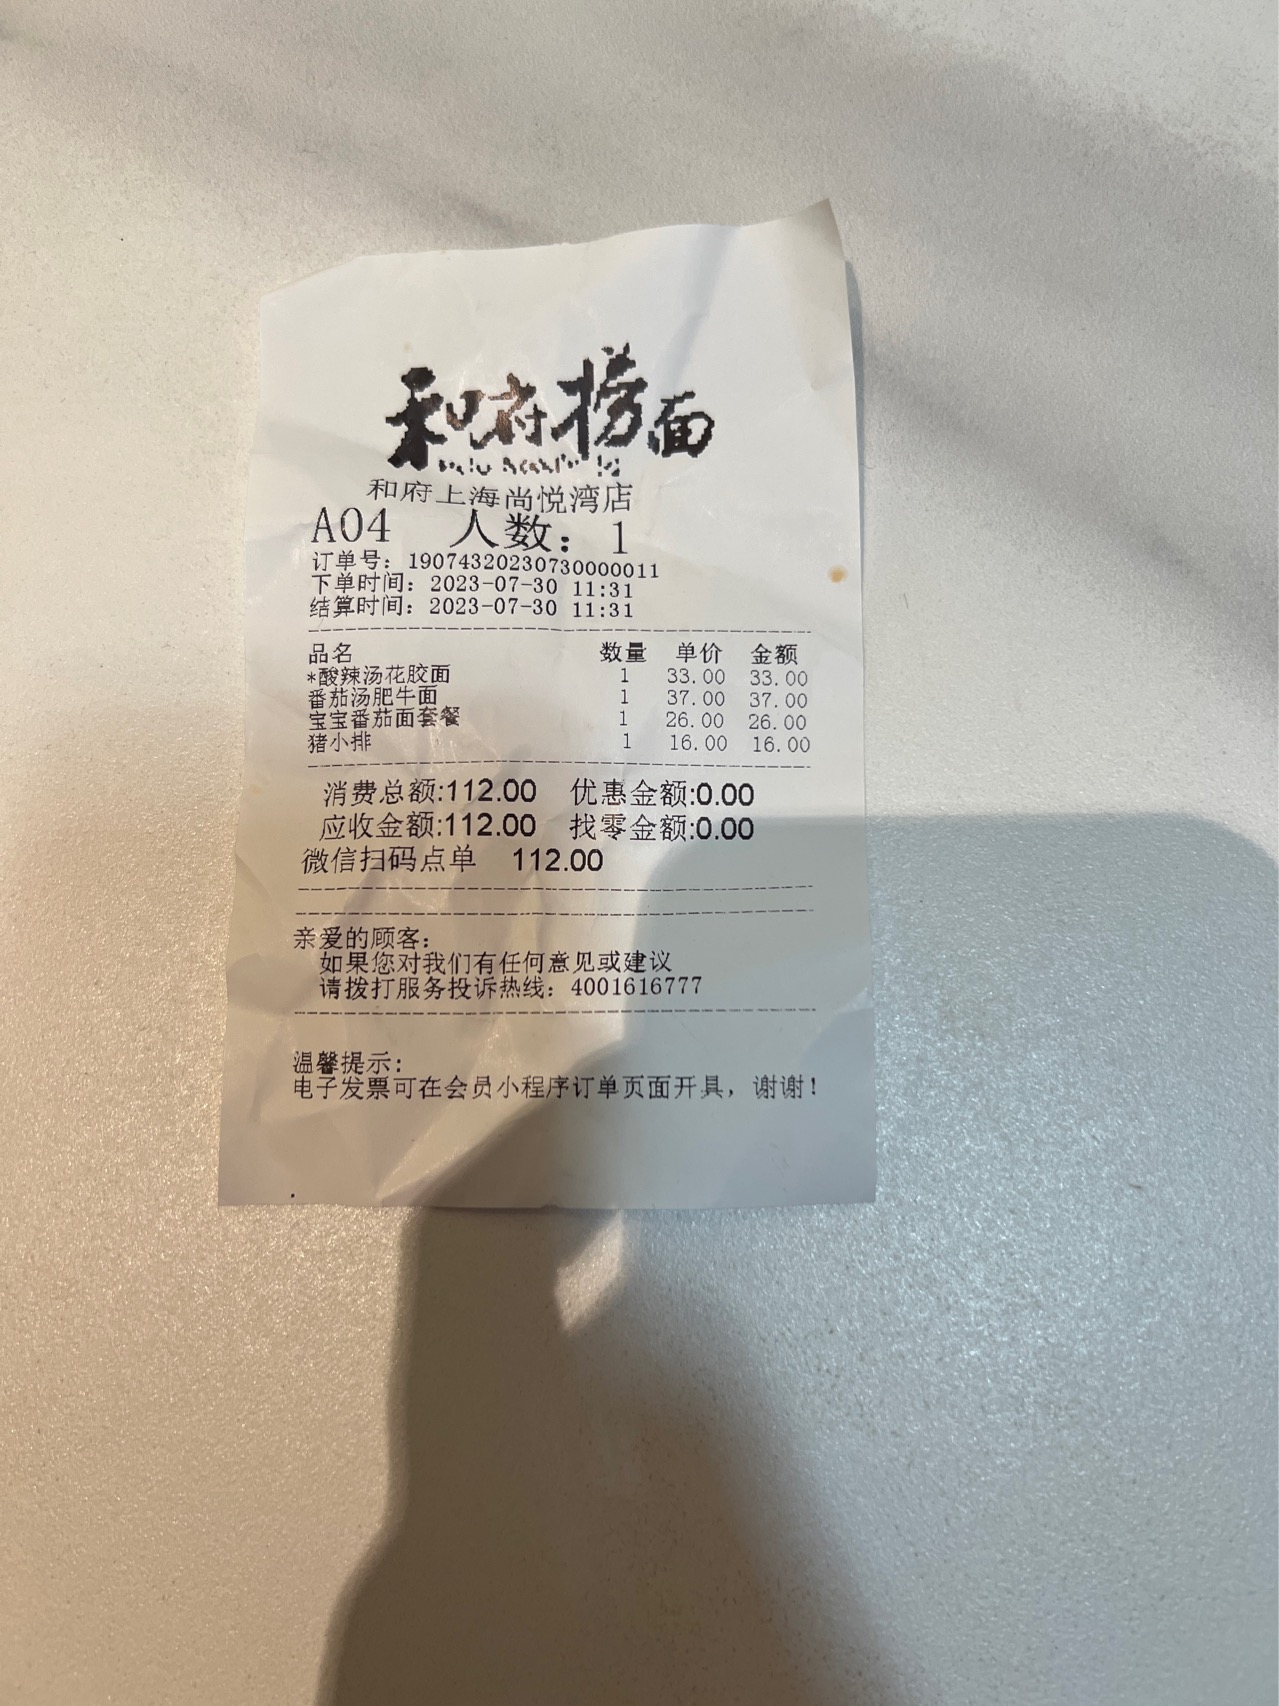 和府捞面
和府上海尚悦湾店
A04 人数: 1
订单号: 19074320230730000011
下单时间: 2023-07-30 11:31
结算时间: 2023-07-30 11:31
品名 数量 单价 金额
*酸辣汤花胶面 1 33.00 33.00
番茄汤肥牛面 1 37.00 37.00
宝宝番茄面套餐 1 26.00 26.00
猪小排 1 16.00 16.00
消费总额:112.00 优惠金额:0.00
应收金额:112.00 找零金额:0.00
微信扫码点单 112.00
亲爱的顾客:
如果您对我们有任何意见或建议
请拨打服务投诉热线: 4001616777
温馨提示:
电子发票可在会员小程序订单页面开具，谢谢!